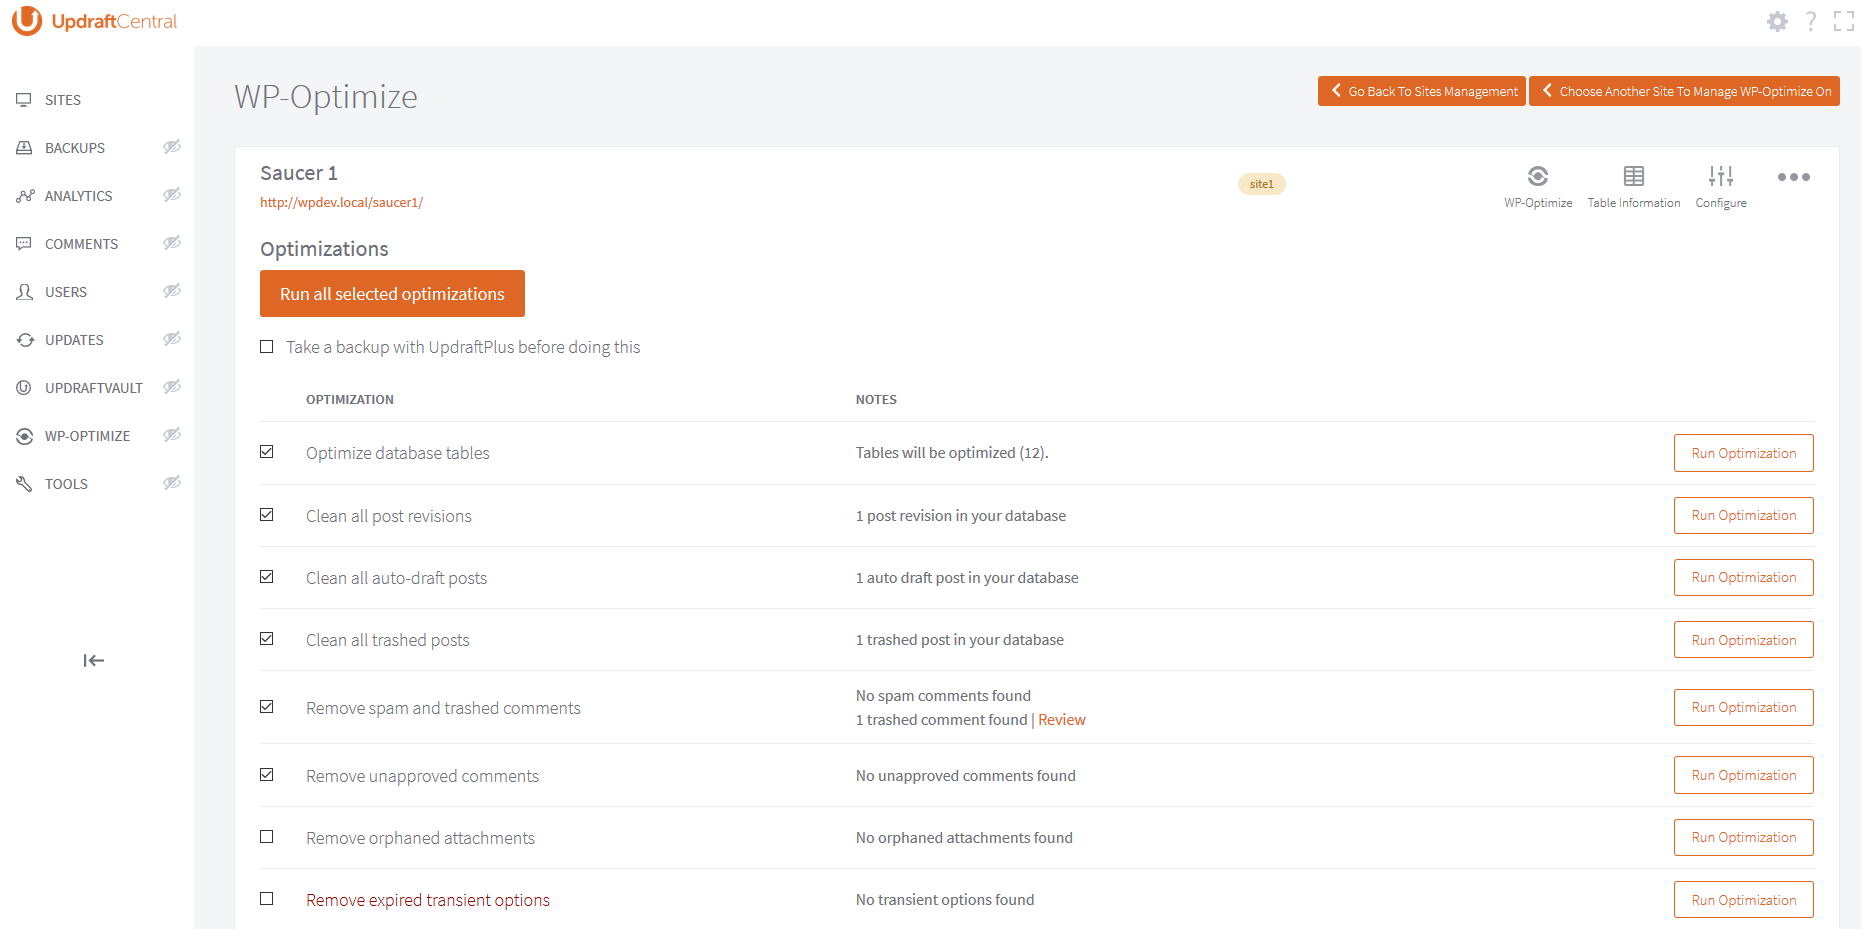 UpdraftCentral
?
SITES
BACKUPS
ANALYTICS
COMMENTS
USERS
UPDATES
UPDRAFTVAULT
WP-OPTIMIZE
TOOLS
WP-Optimize
Go Back To Sites Management
Choose Another Site To Manage WP-Optimize On
Saucer 1
http://wpdev.local/saucer1/
site1
WP-Optimize
Table Information
Configure
Optimizations
Run all selected optimizations
Take a backup with UpdraftPlus before doing this
OPTIMIZATION NOTES
Optimize database tables Tables will be optimized (12). Run Optimization
Clean all post revisions 1 post revision in your database Run Optimization
Clean all auto-draft posts 1 auto draft post in your database Run Optimization
Clean all trashed posts 1 trashed post in your database Run Optimization
Remove spam and trashed comments No spam comments found
1 trashed comment found | Review Run Optimization
Remove unapproved comments No unapproved comments found Run Optimization
Remove orphaned attachments No orphaned attachments found Run Optimization
Remove expired transient options No transient options found Run Optimization